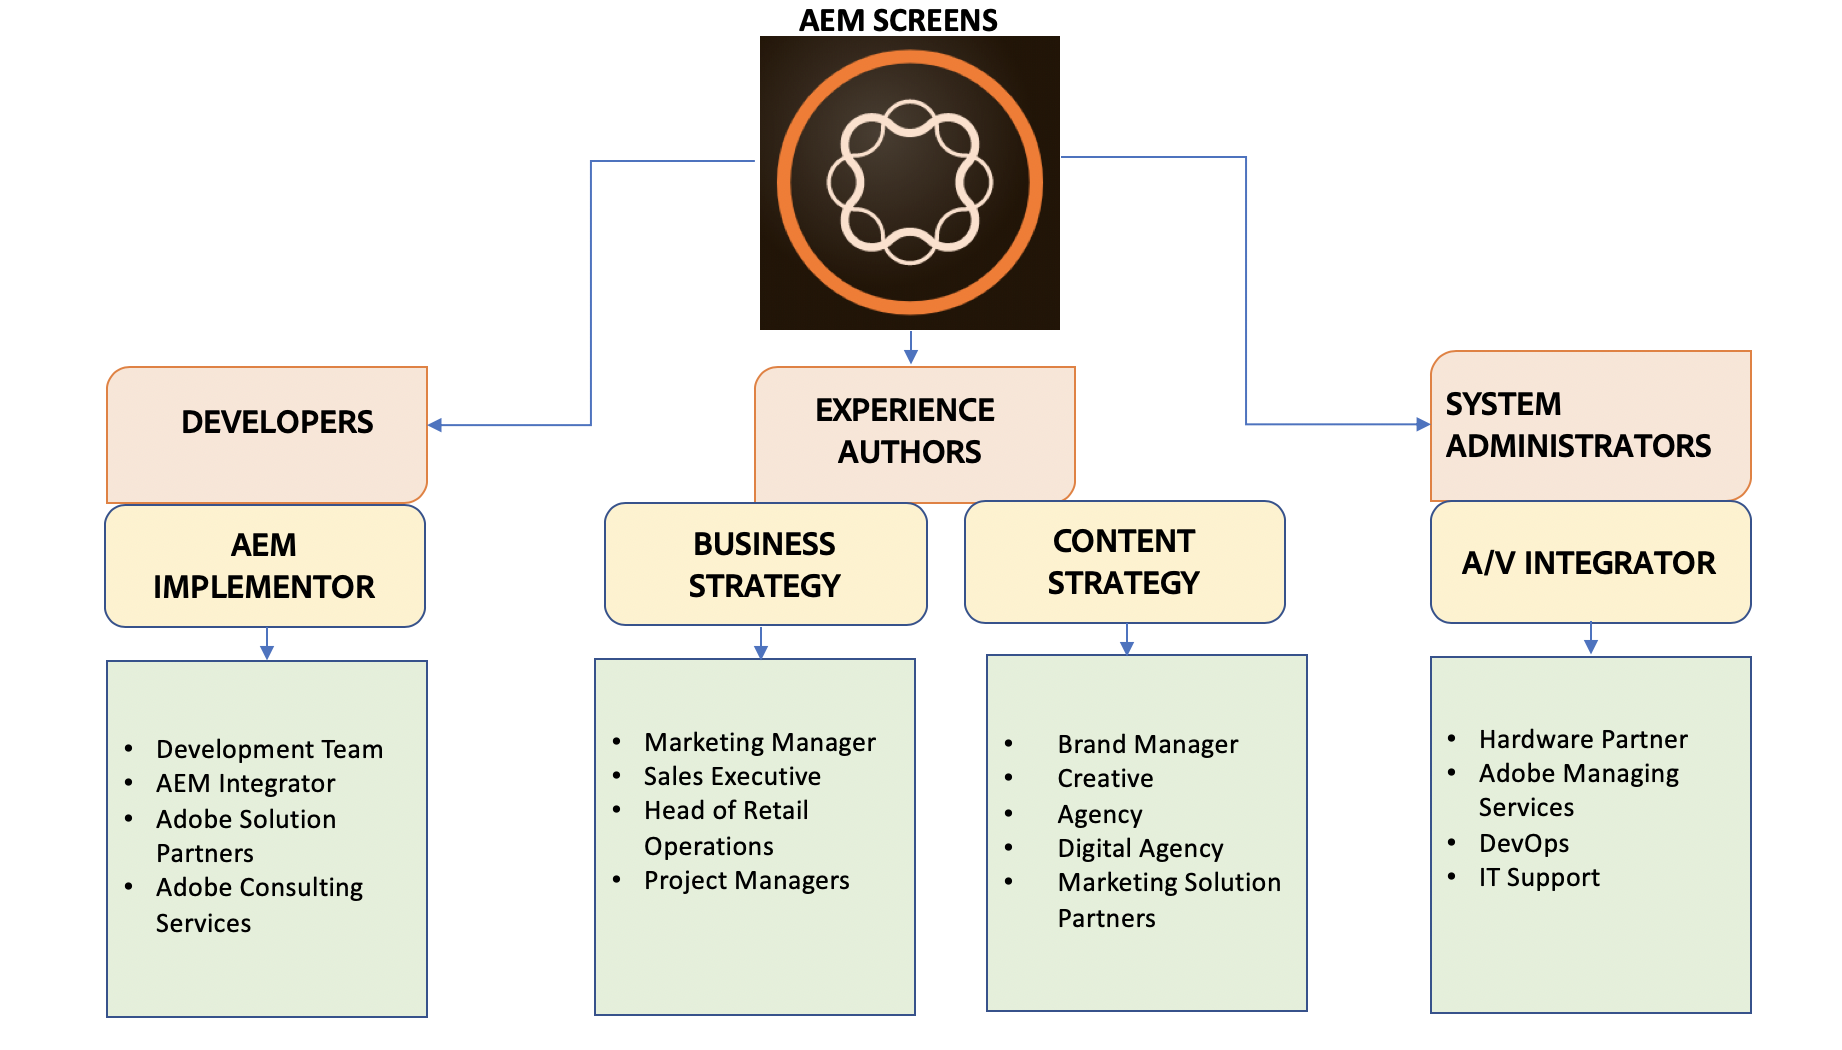 AEM SCREENS
DEVELOPERS
EXPERIENCE
AUTHORS
SYSTEM
ADMINISTRATORS
AEM
IMPLEMENTOR
BUSINESS
STRATEGY
CONTENT
STRATEGY
A/V INTEGRATOR
• Development Team
• AEM Integrator
• Adobe Solution
Partners
• Adobe Consulting
Services
• Marketing Manager
• Sales Executive
• Head of Retail
Operations
• Project Managers
• Brand Manager
• Creative
• Agency
• Digital Agency
• Marketing Solution
Partners
• Hardware Partner
• Adobe Managing
Services
• DevOps
• IT Support